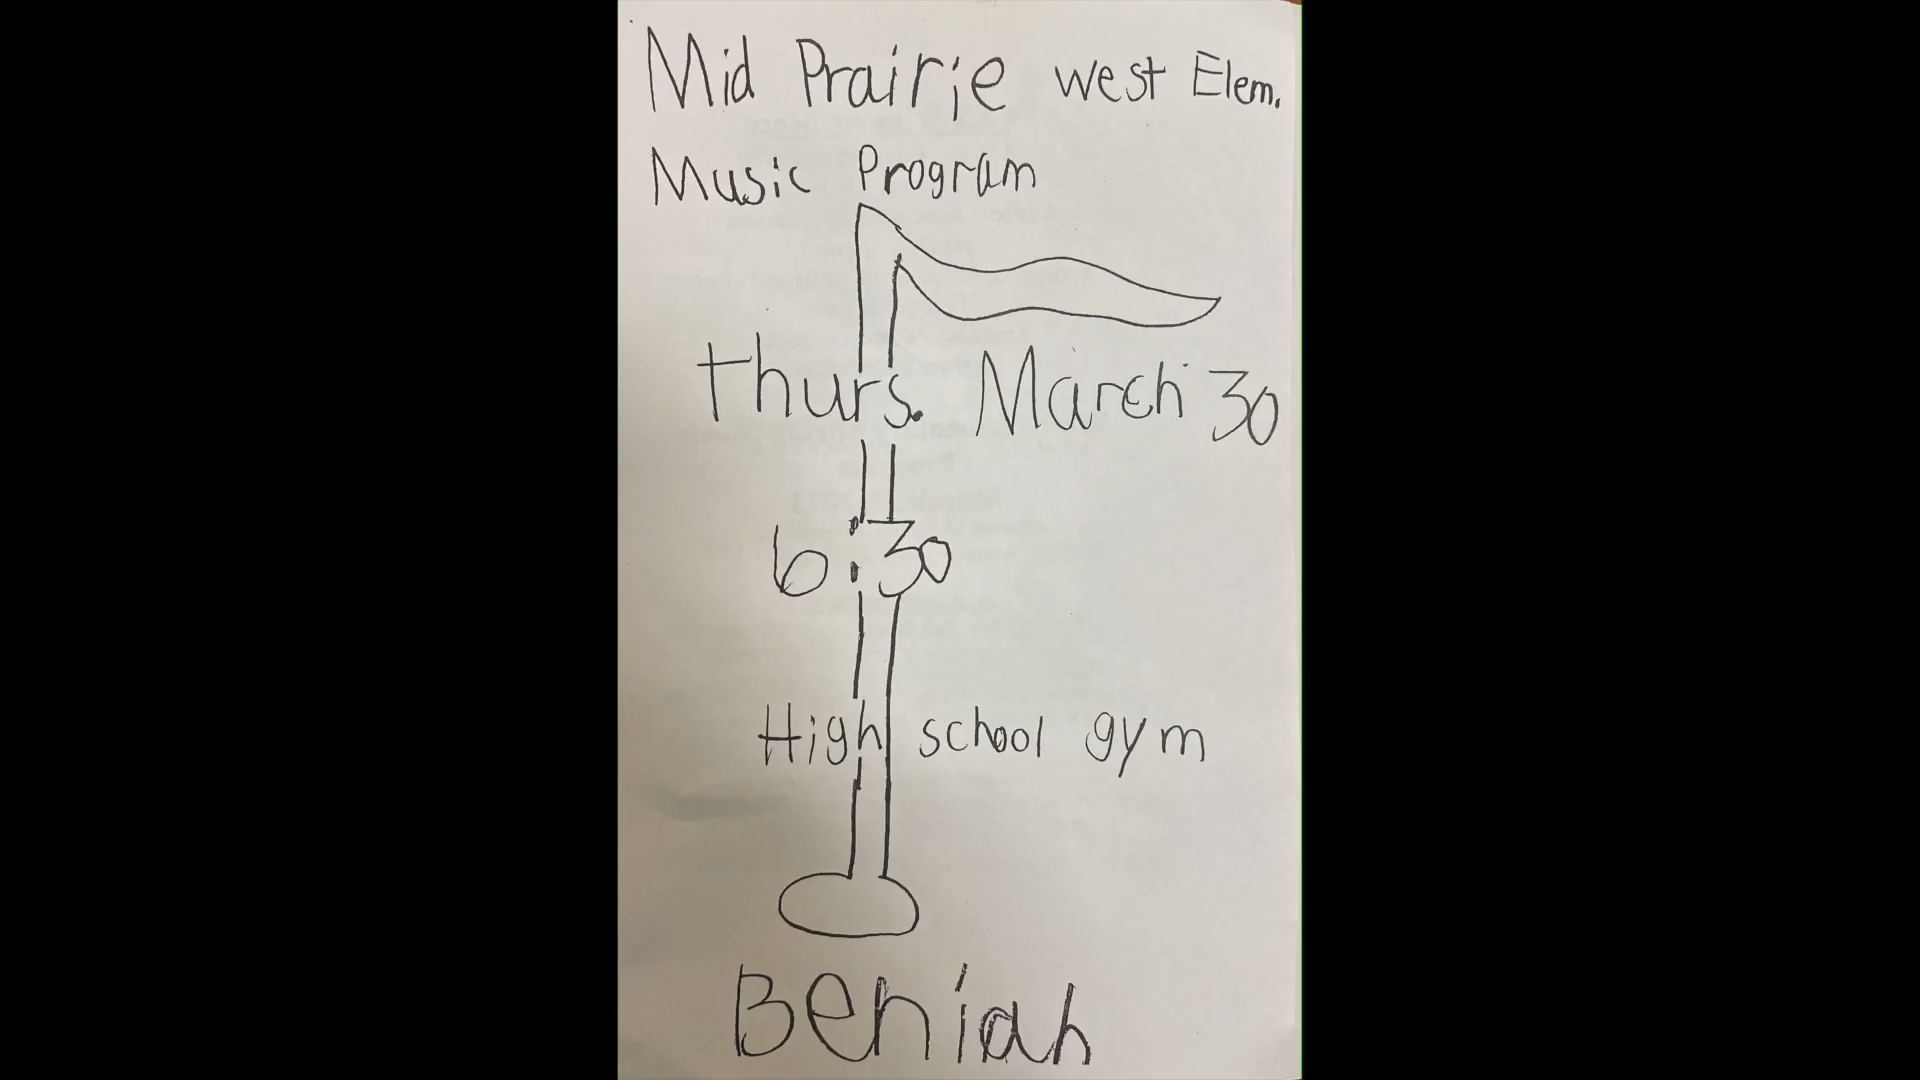 Mid Prairie west Elem.
Music Program
thurs. March 30
6:30
High school gym
Beniah